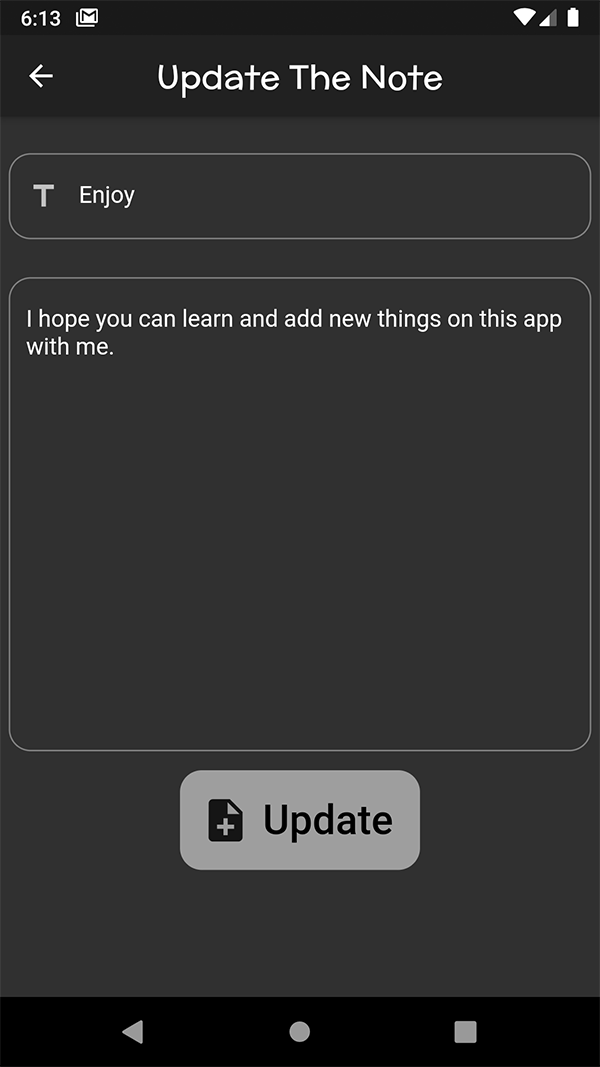 6:13
Update The Note
Enjoy
I hope you can learn and add new things on this app
with me.
Update